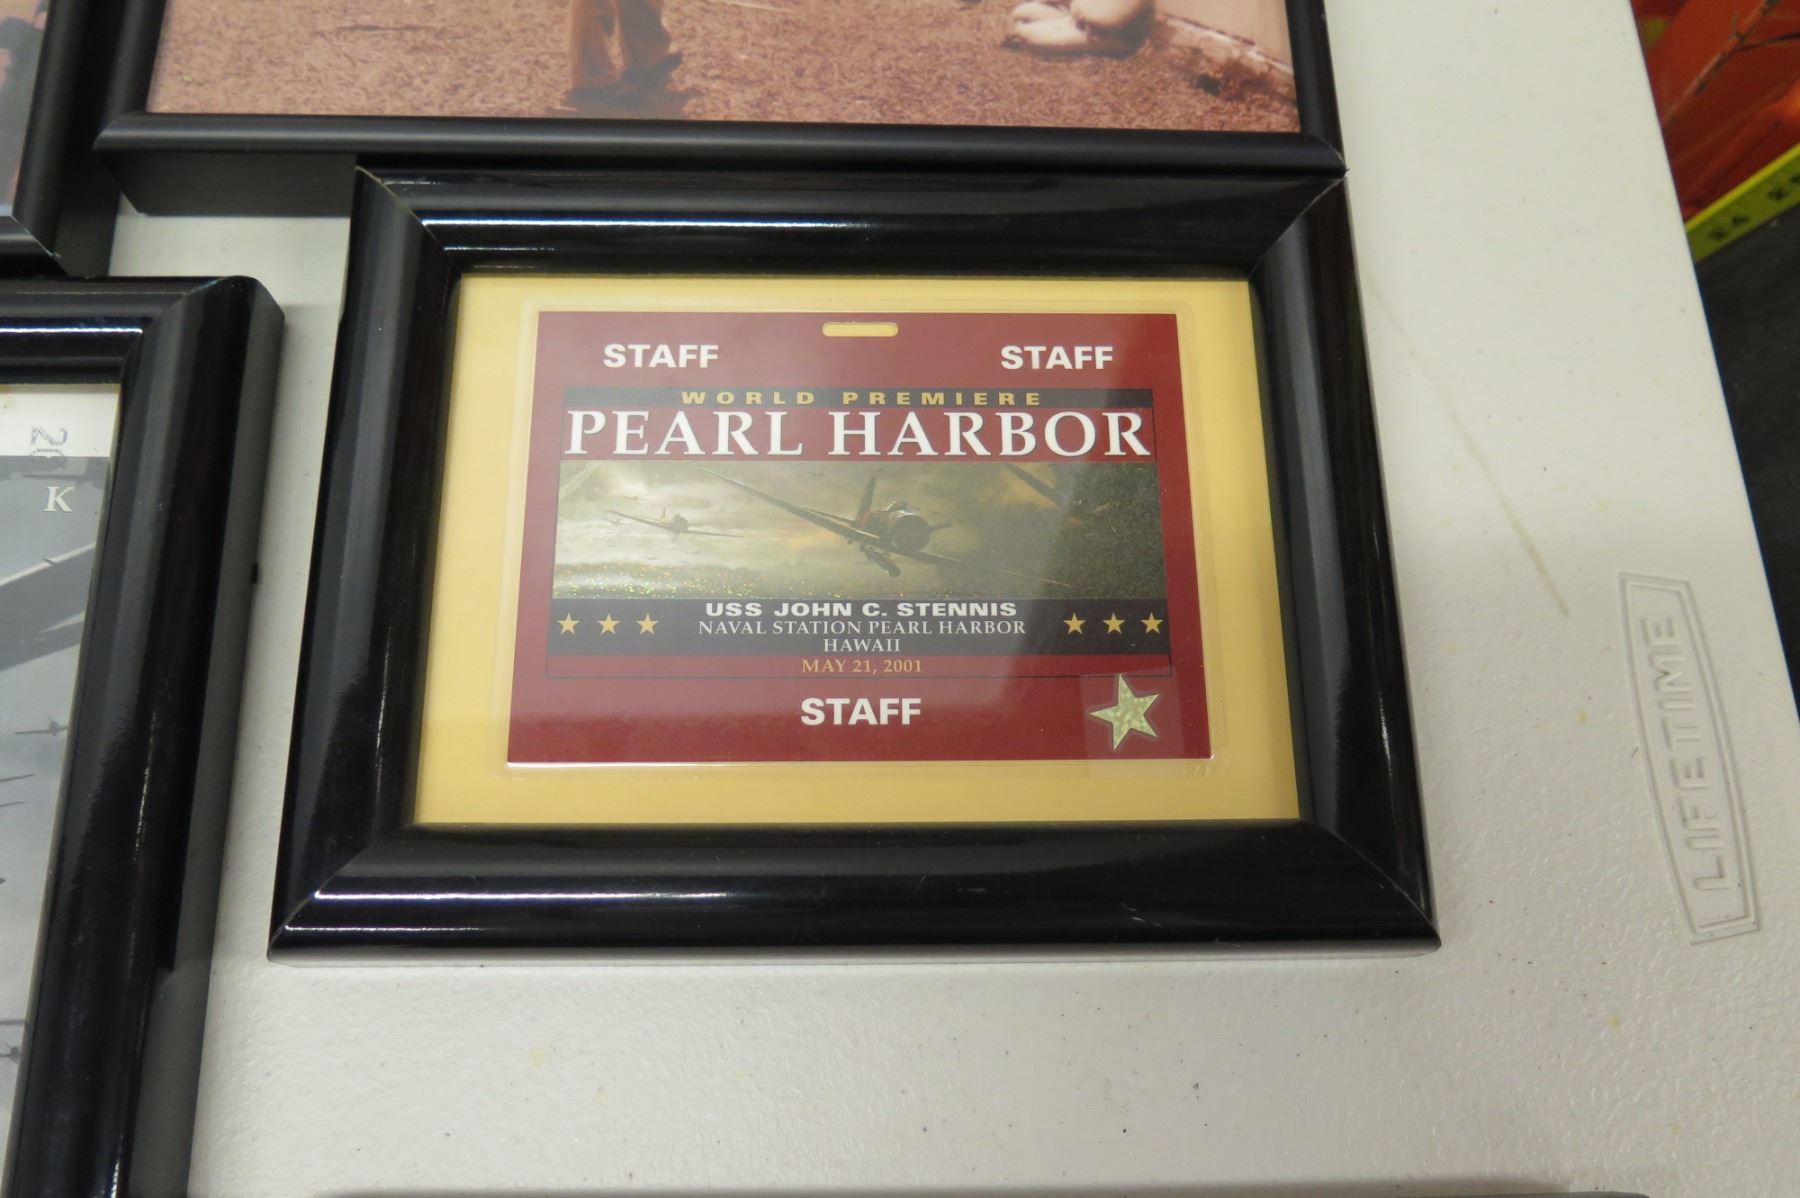 STAFF STAFF
WORLD PREMIERE
PEARL HARBOR
USS JOHN C. STENNIS
NAVAL STATION PEARL HARBOR
HAWAII
MAY 21, 2001
STAFF
K
LIFETIME